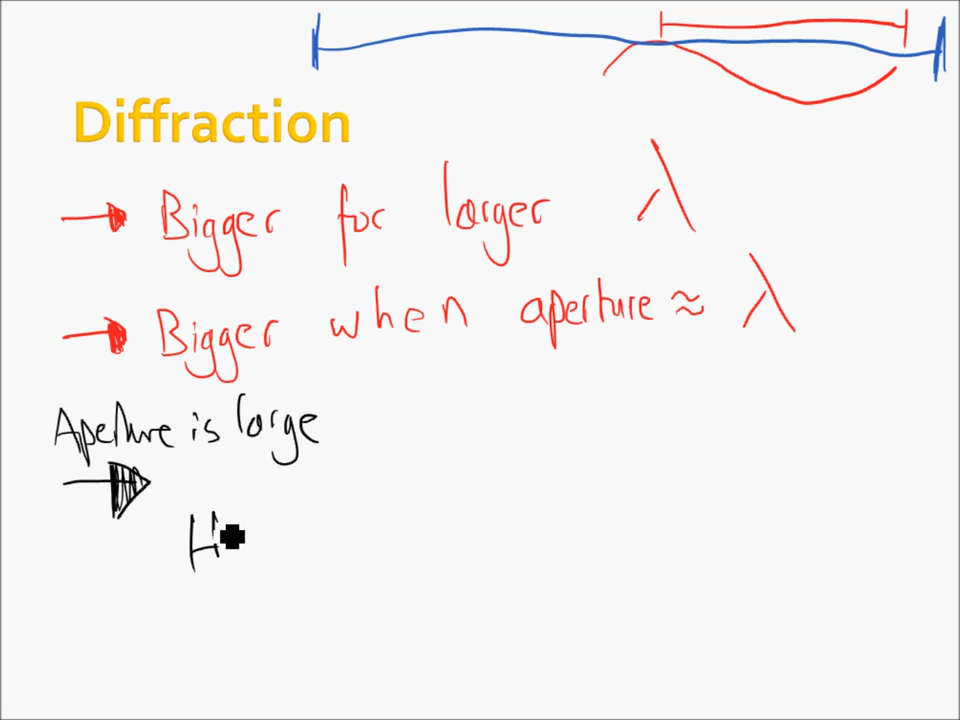 Diffraction
→ Bigger for larger λ
→ Bigger when aperture ≈ λ
Aperture is large
→
H